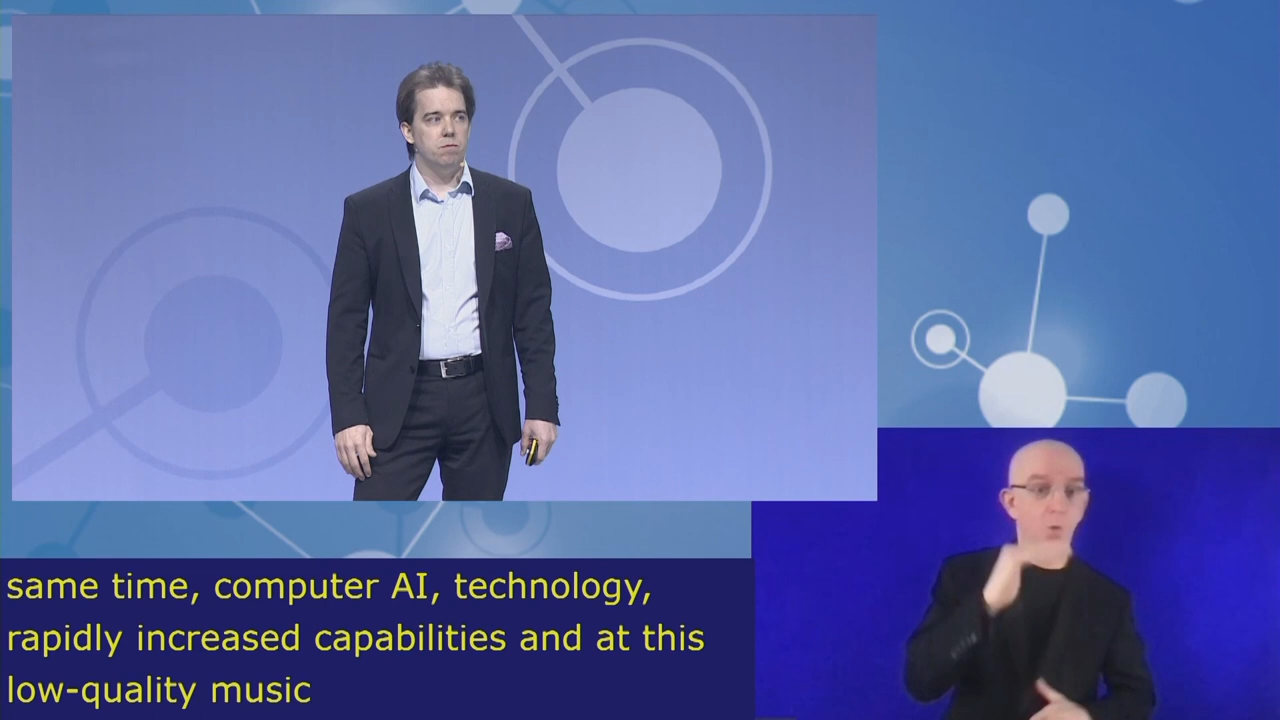 same time, computer AI, technology,
rapidly increased capabilities and at this
low-quality music